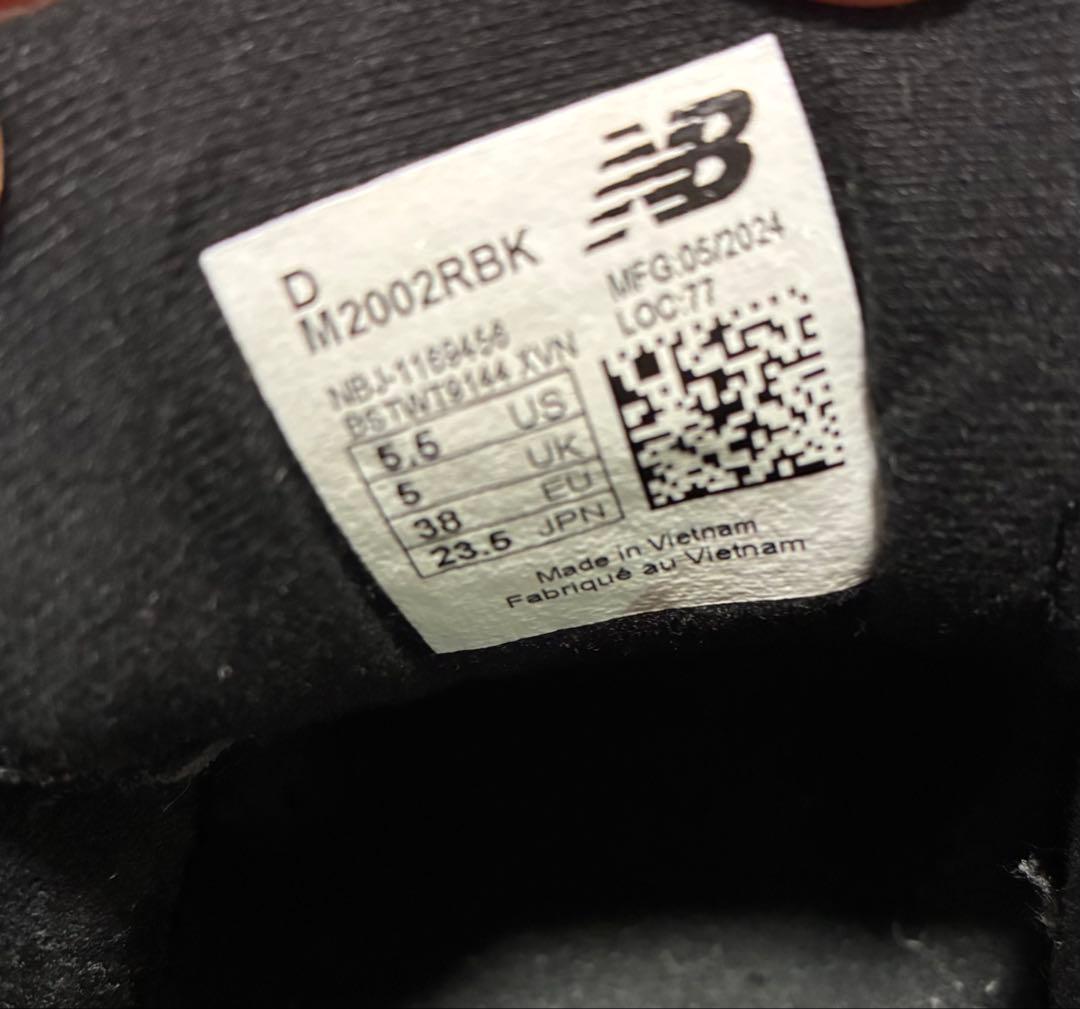 D
M2002RBK
NBJ-1169456
BSTWT9144 XVN
5.5 US
5 UK
38 EU
23.5 JPN
NB
MFG:05/2024
LOC:77
Made in Vietnam
Fabriqué au Vietnam